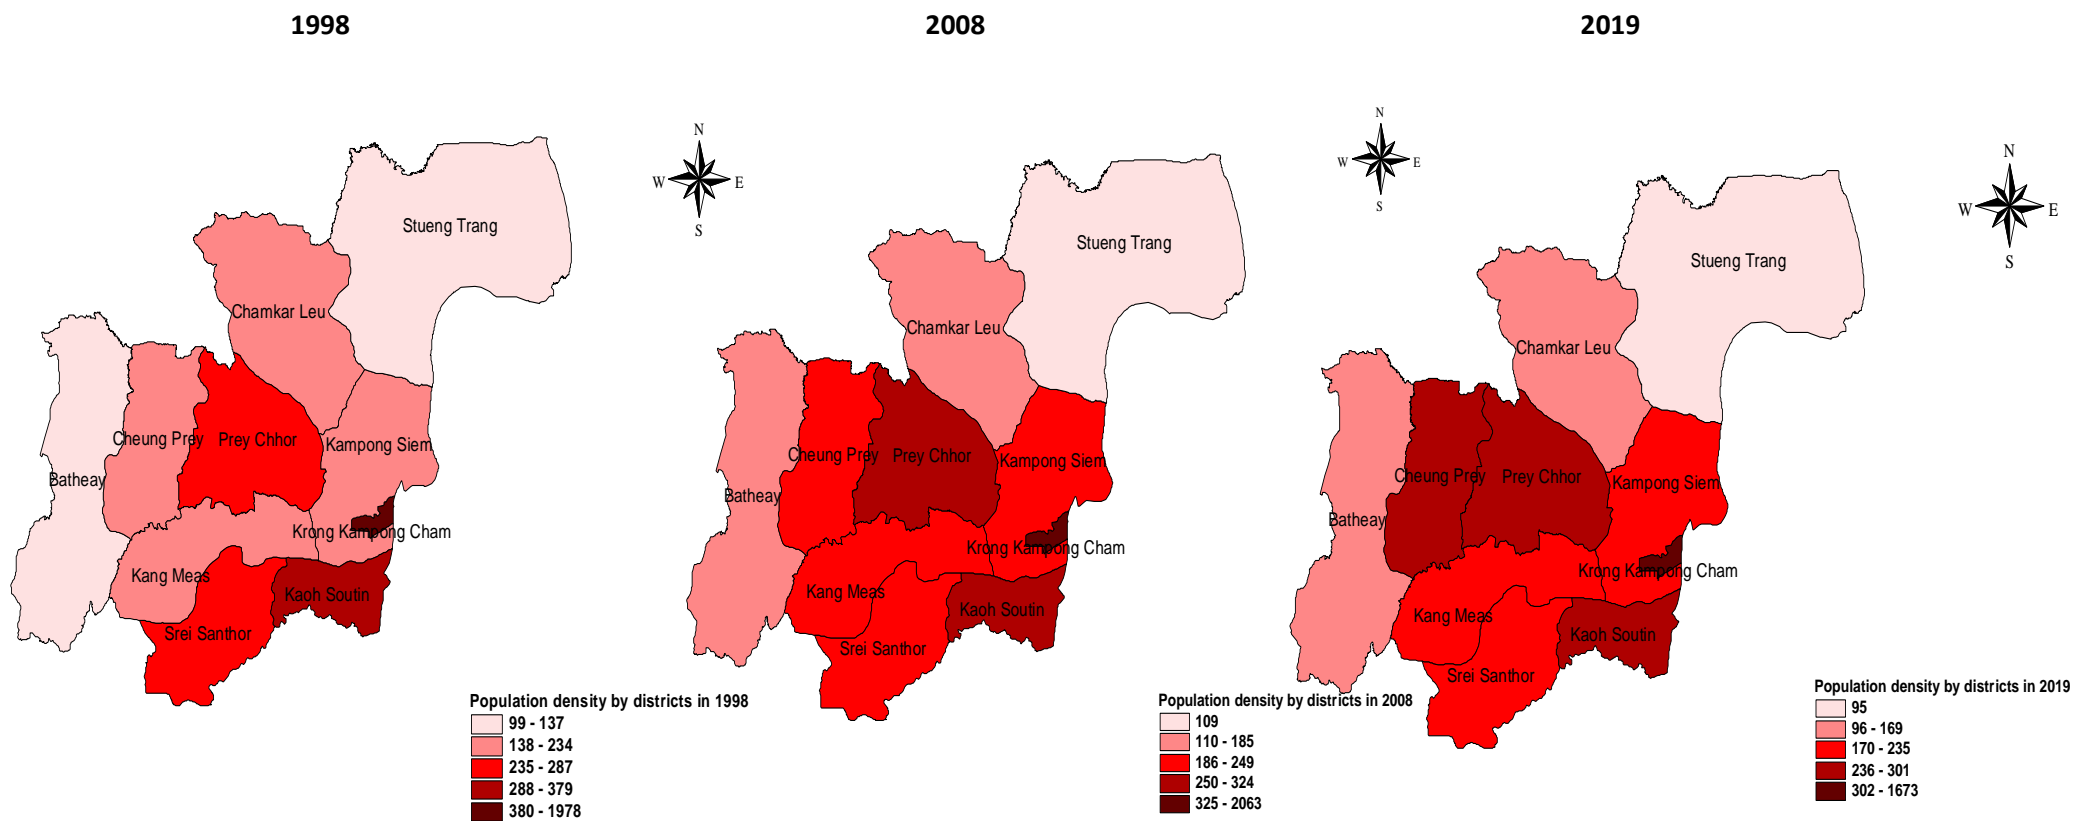 1998
2008
2019
N
W E
S
N
W E
S
N
W E
S
Stueng Trang
Chamkar Leu
Cheung Prey
Prey Chhor
Kampong Siem
Batheay
Krong Kampong Cham
Kang Meas
Kaoh Soutin
Srei Santhor
Population density by districts in 1998
99 - 137
138 - 234
235 - 287
288 - 379
380 - 1978
Stueng Trang
Chamkar Leu
Cheung Prey
Prey Chhor
Kampong Siem
Batheay
Krong Kampong Cham
Kang Meas
Kaoh Soutin
Srei Santhor
Population density by districts in 2008
109
110 - 185
186 - 249
250 - 324
325 - 2063
Stueng Trang
Chamkar Leu
Cheung Prey
Prey Chhor
Kampong Siem
Batheay
Krong Kampong Cham
Kang Meas
Kaoh Soutin
Srei Santhor
Population density by districts in 2019
95
96 - 169
170 - 235
236 - 301
302 - 1673